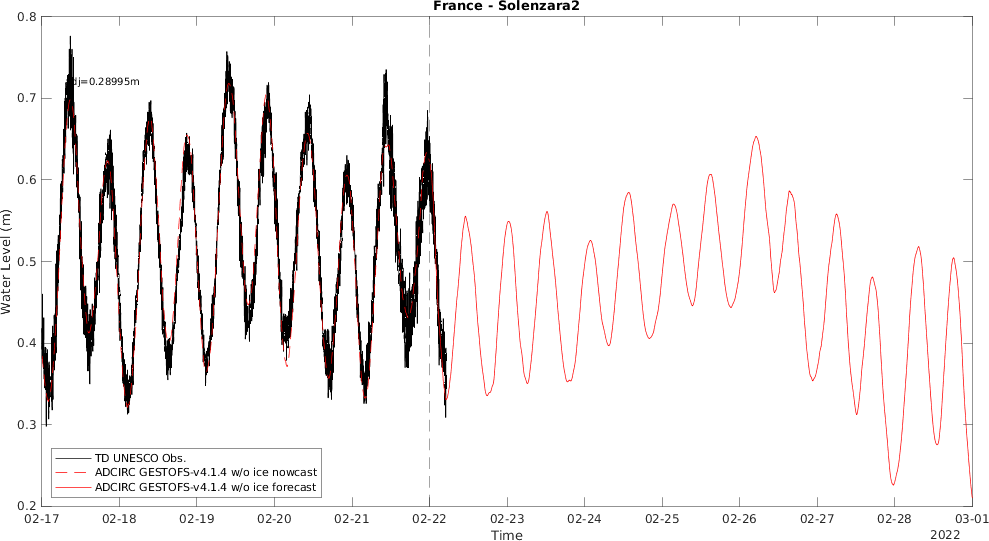 France - Solenzara2
0.8
0.7
0.6
0.5
0.4
0.3
0.2
Water Level (m)
dj=0.28995m
TD UNESCO Obs.
ADCIRC GESTOFS-v4.1.4 w/o ice nowcast
ADCIRC GESTOFS-v4.1.4 w/o ice forecast
02-17 02-18 02-19 02-20 02-21 02-22 02-23 02-24 02-25 02-26 02-27 02-28 03-01
Time
2022